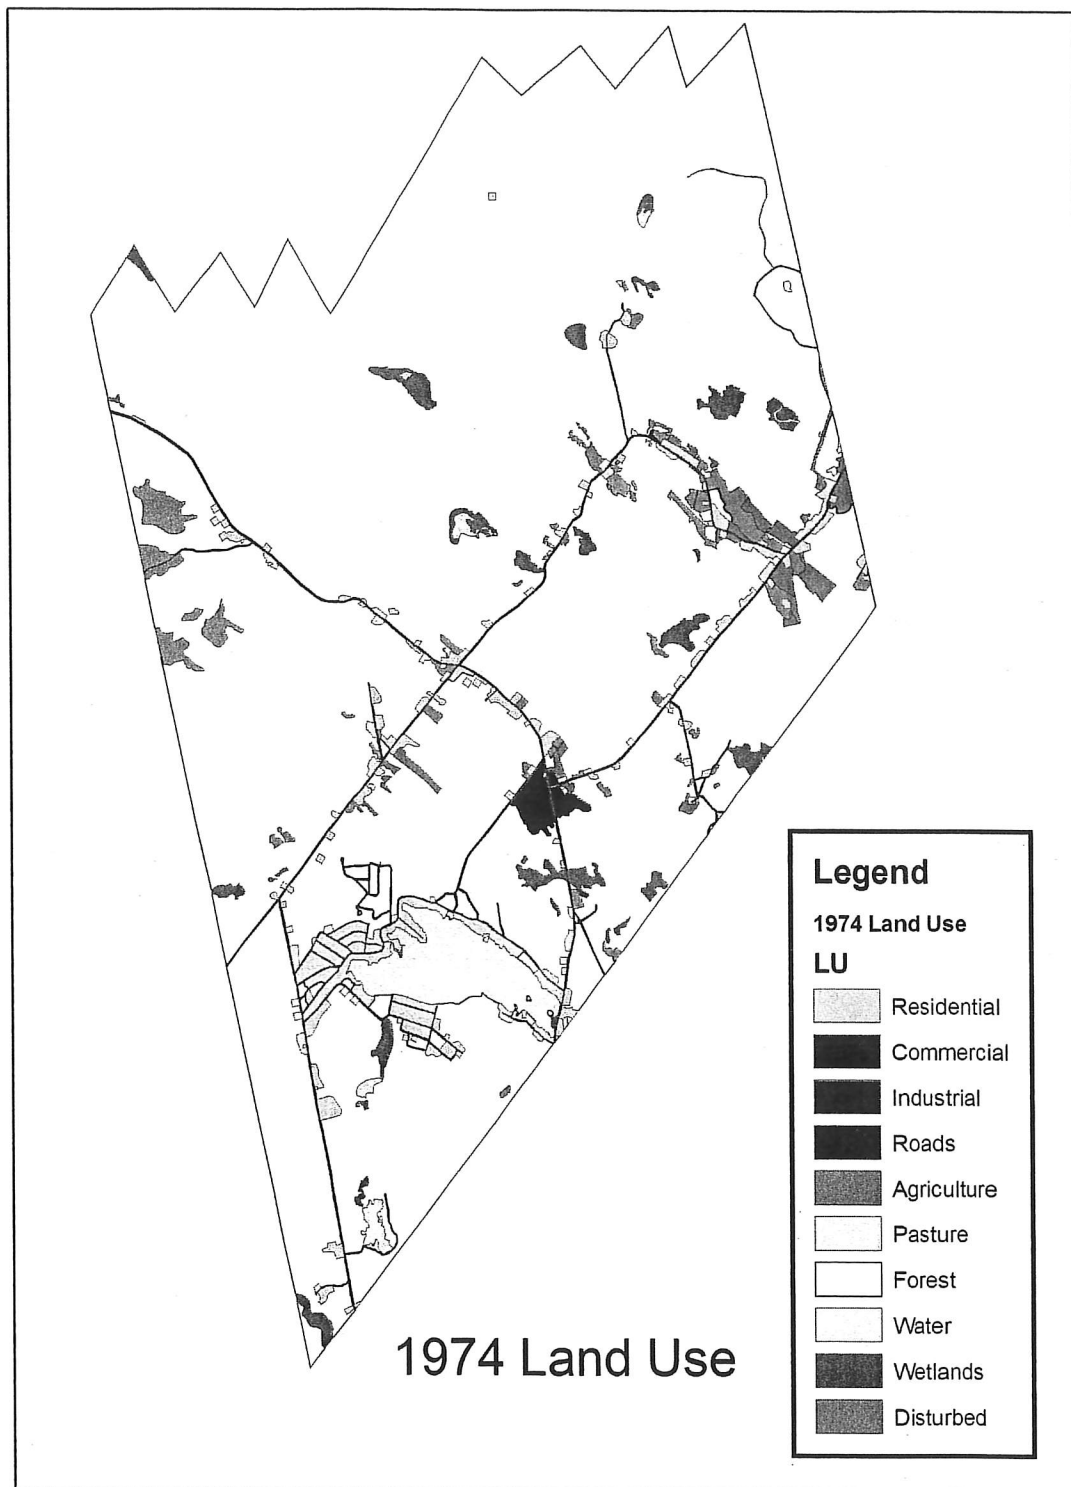 Legend
1974 Land Use
LU
Residential
Commercial
Industrial
Roads
Agriculture
Pasture
Forest
Water
Wetlands
Disturbed
1974 Land Use